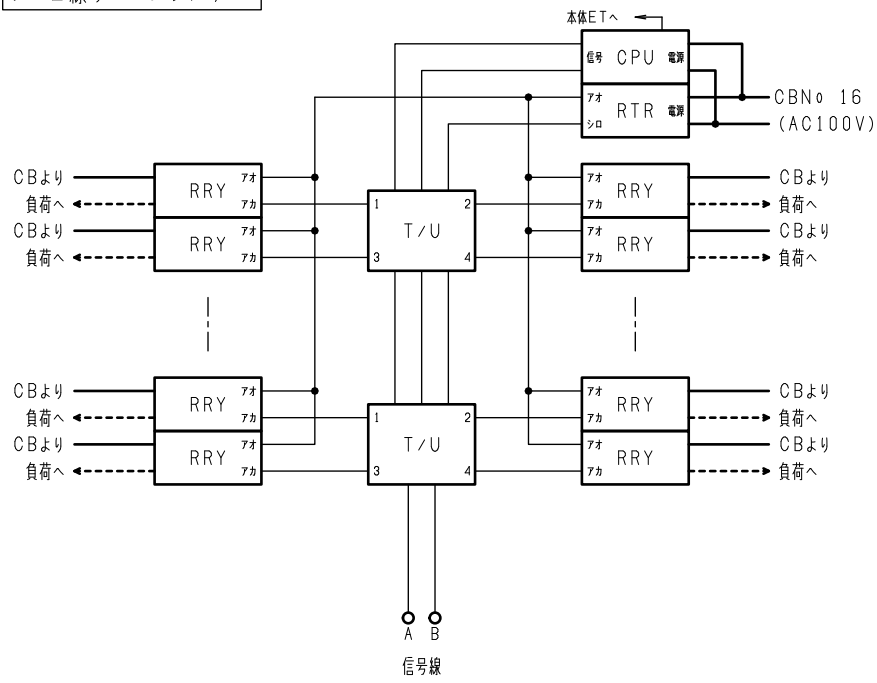 本体ETへ
信号 CPU 電源
アオ RTR 電源
シロ
CBNo 16
(AC100V)
CBより
負荷へ
CBより
負荷へ
RRY アオ
アカ
RRY アオ
アカ
1 2
T/U
3 4
アオ RRY
アカ
アオ RRY
アカ
CBより
負荷へ
CBより
負荷へ
CBより
負荷へ
CBより
負荷へ
RRY アオ
アカ
RRY アオ
アカ
1 2
T/U
3 4
アオ RRY
アカ
アオ RRY
アカ
CBより
負荷へ
CBより
負荷へ
A B
信号線